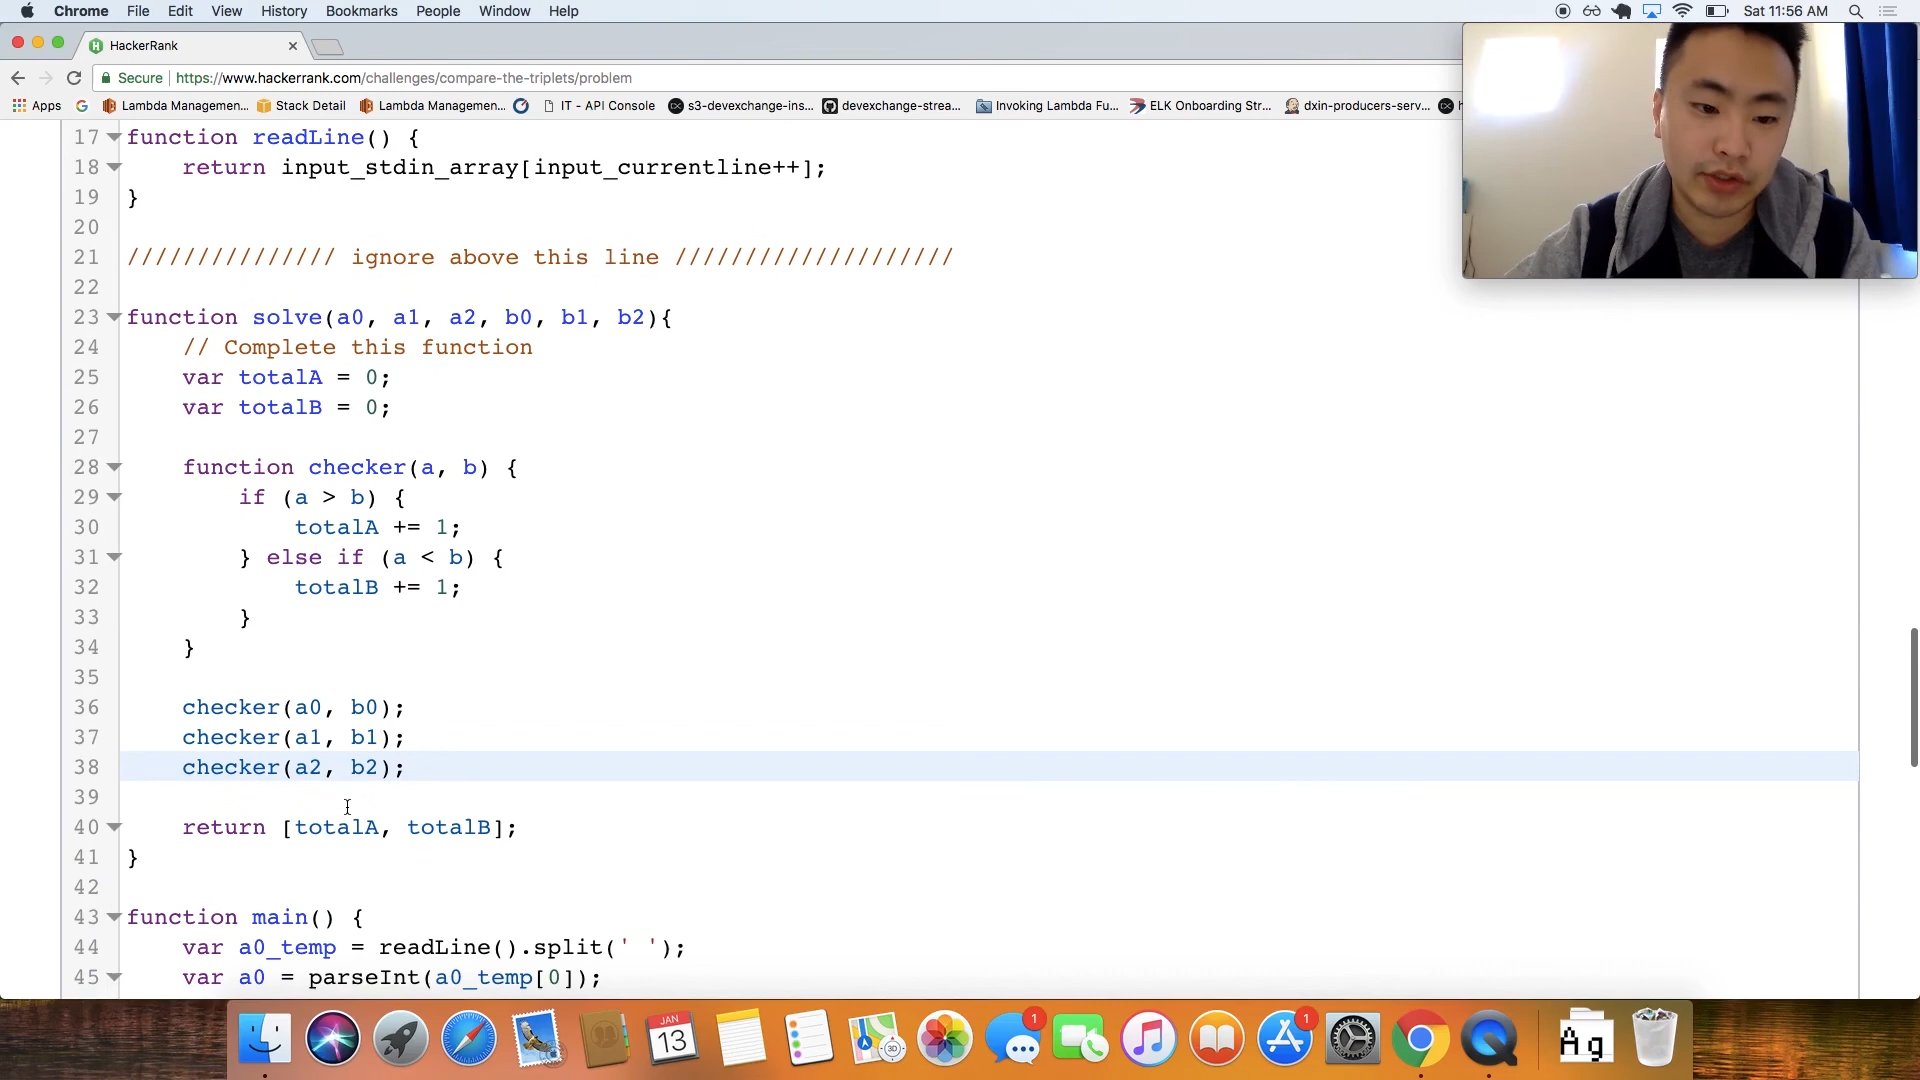 Chrome File Edit View History Bookmarks People Window Help Sat 11:56 AM
HackerRank
Secure https://www.hackerrank.com/challenges/compare-the-triplets/problem
Apps Lambda Managemen... Stack Detail Lambda Managemen... IT - API Console s3-devexchange-ins... devexchange-strea... Invoking Lambda Fu... ELK Onboarding Str... dxin-producers-serv...
17 function readLine() {
18 return input_stdin_array[input_currentline++];
19 }
20
21 /////////////// ignore above this line ////////////////////
22
23 function solve(a0, a1, a2, b0, b1, b2){
24 // Complete this function
25 var totalA = 0;
26 var totalB = 0;
27
28 function checker(a, b) {
29 if (a > b) {
30 totalA += 1;
31 } else if (a < b) {
32 totalB += 1;
33 }
34 }
35
36 checker(a0, b0);
37 checker(a1, b1);
38 checker(a2, b2);
39
40 return [totalA, totalB];
41 }
42
43 function main() {
44 var a0_temp = readLine().split(' ');
45 var a0 = parseInt(a0_temp[0]);
JAN
13
3D
1
1
Ag